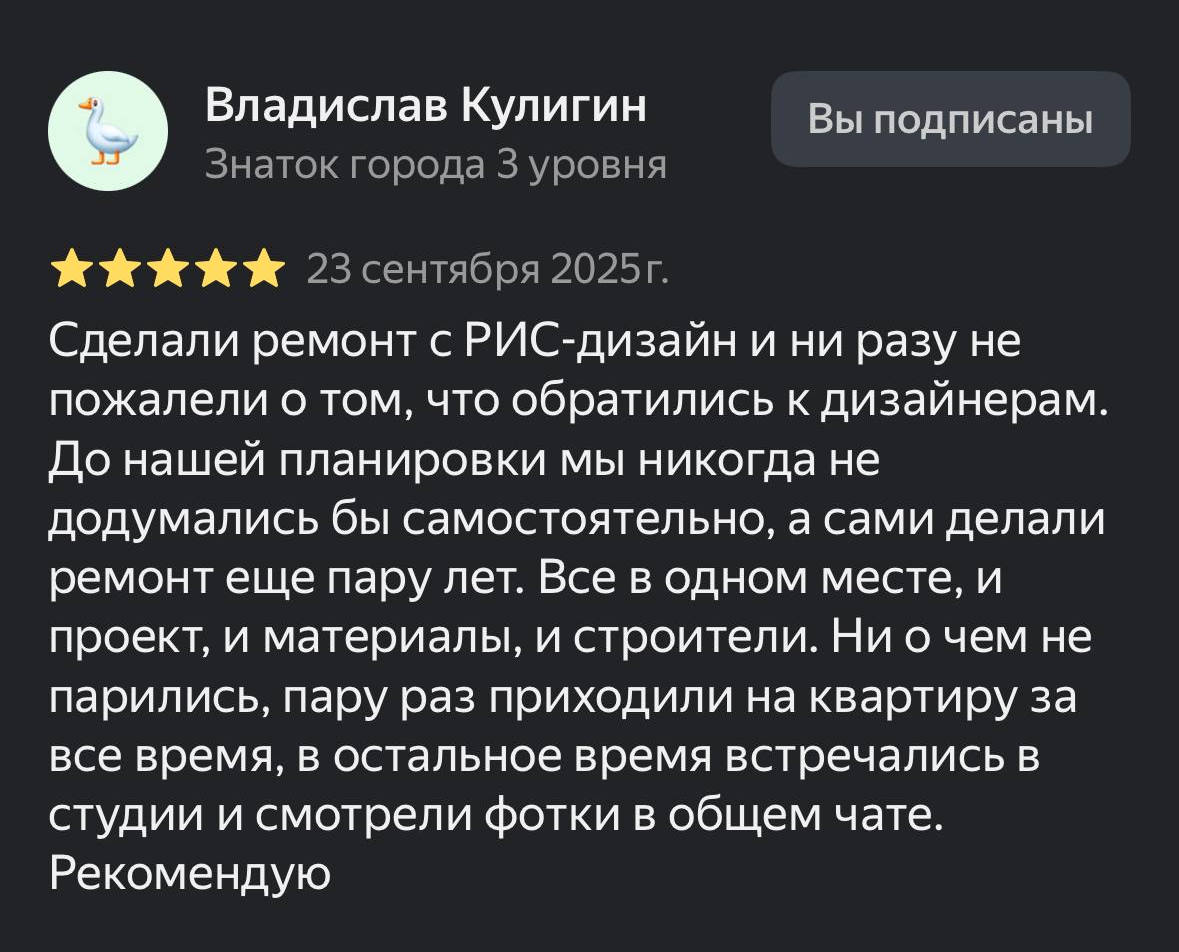 Владислав Кулигин
Знаток города 3 уровня
Вы подписаны
23 сентября 2025 г.
Сделали ремонт с РИС-дизайн и ни разу не
пожалели о том, что обратились к дизайнерам.
До нашей планировки мы никогда не
додумались бы самостоятельно, а сами делали
ремонт еще пару лет. Все в одном месте, и
проект, и материалы, и строители. Ни о чем не
парились, пару раз приходили на квартиру за
все время, в остальное время встречались в
студии и смотрели фотки в общем чате.
Рекомендую